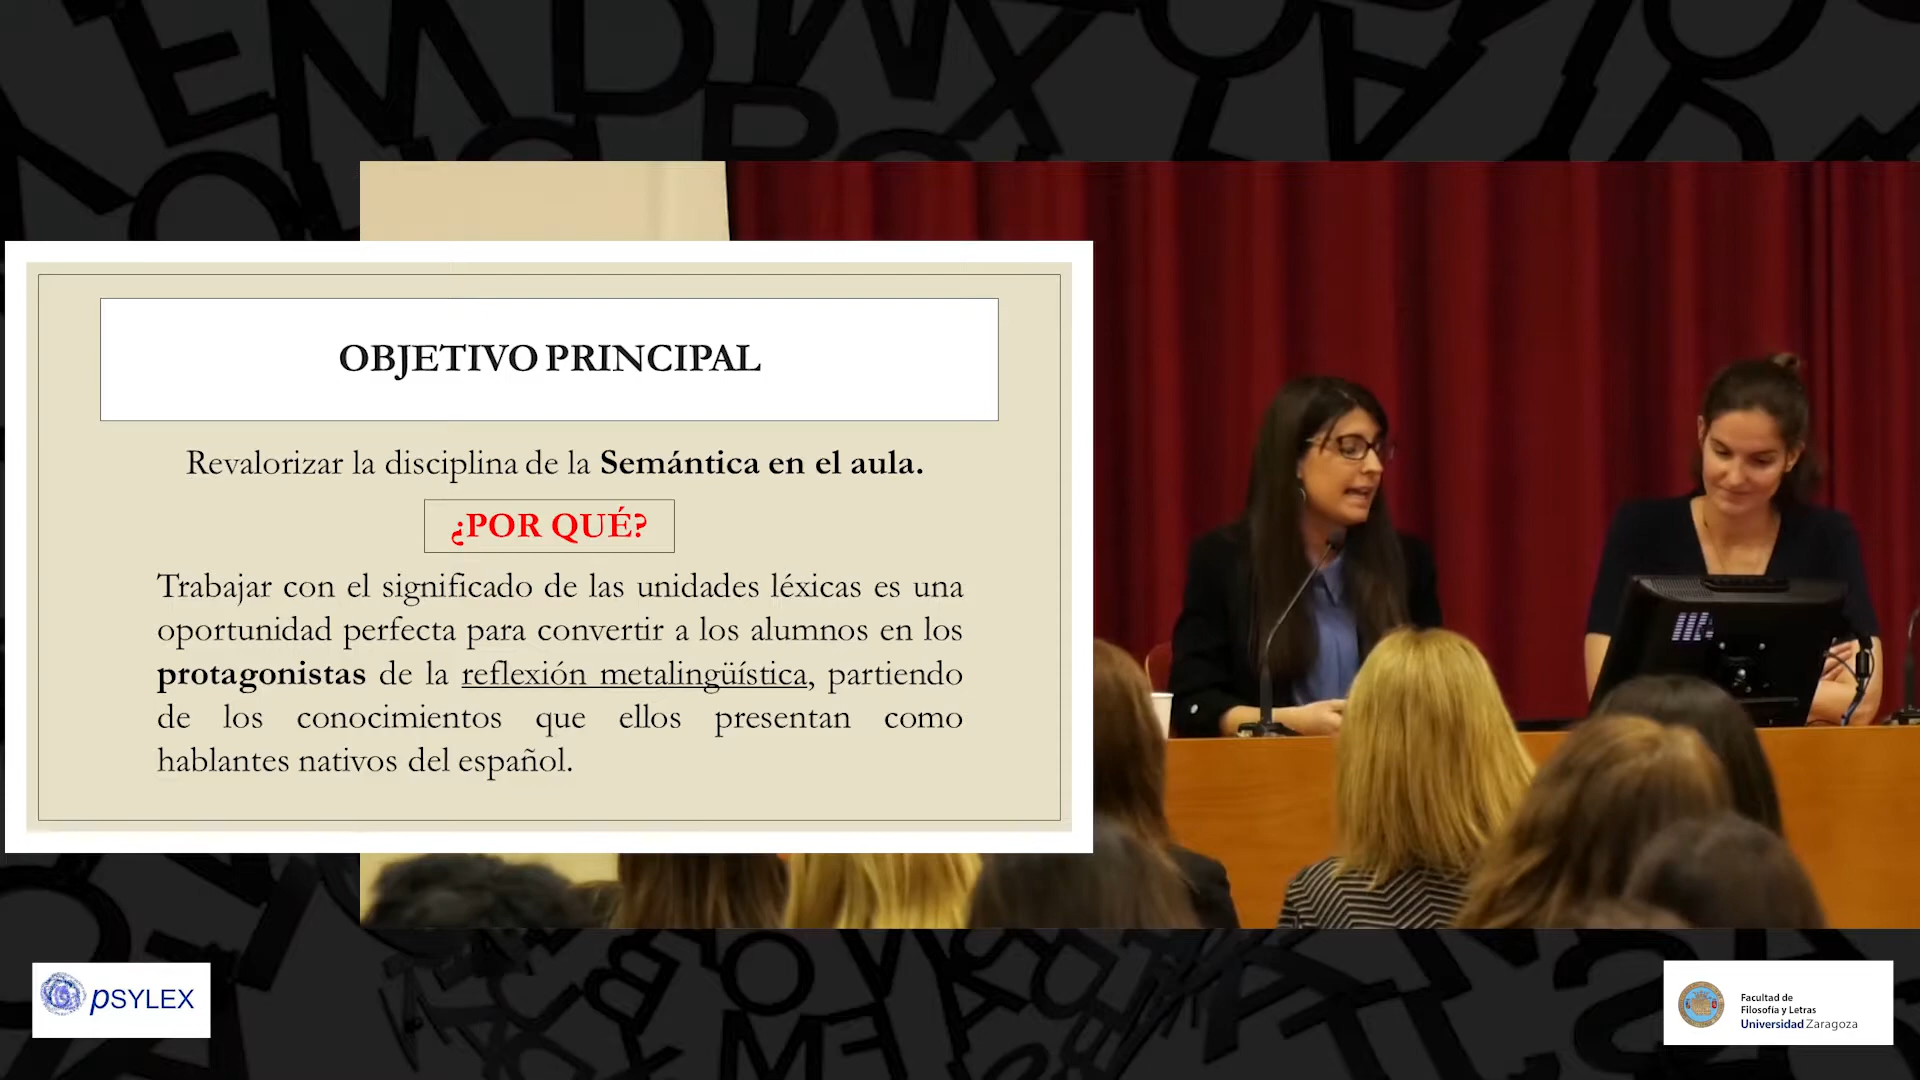 OBJETIVO PRINCIPAL
Revalorizar la disciplina de la Semántica en el aula.
¿POR QUÉ?
Trabajar con el significado de las unidades léxicas es una
oportunidad perfecta para convertir a los alumnos en los
protagonistas de la reflexión metalingüística, partiendo
de los conocimientos que ellos presentan como
hablantes nativos del español.
PSYLEX
Facultad de
Filosofía y Letras
Universidad Zaragoza